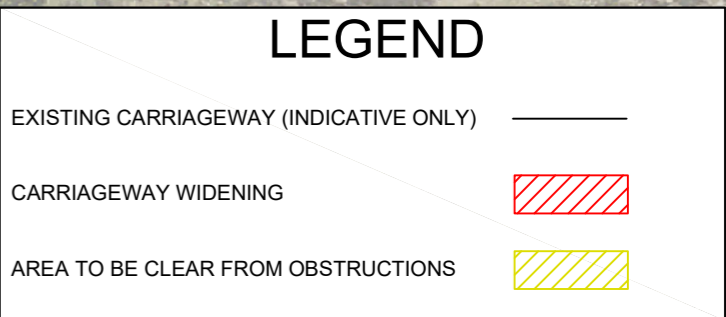 LEGEND
EXISTING CARRIAGEWAY (INDICATIVE ONLY)
CARRIAGEWAY WIDENING
AREA TO BE CLEAR FROM OBSTRUCTIONS